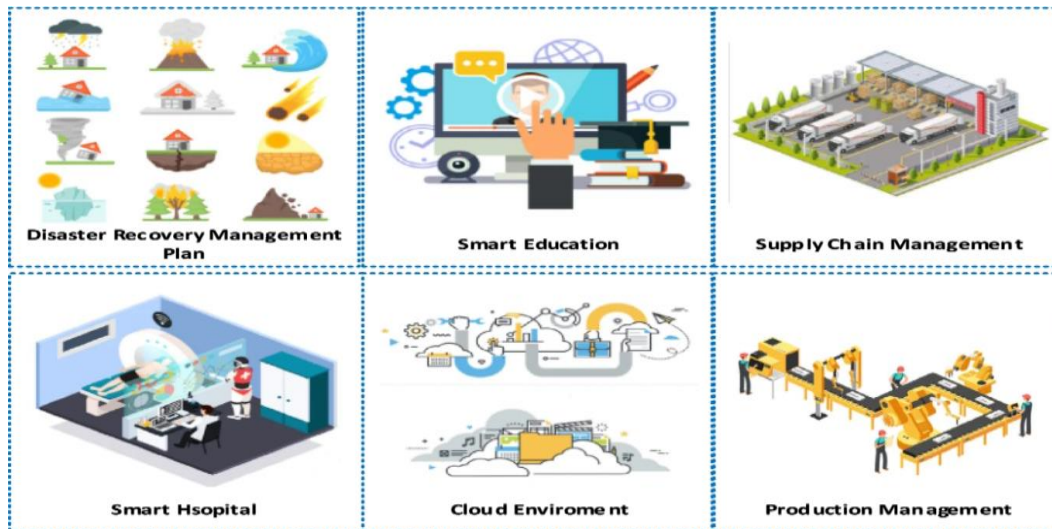 Disaster Recovery Management
Plan
Smart Education
Supply Chain Management
Smart Hsopital
Cloud Enviroment
Production Management